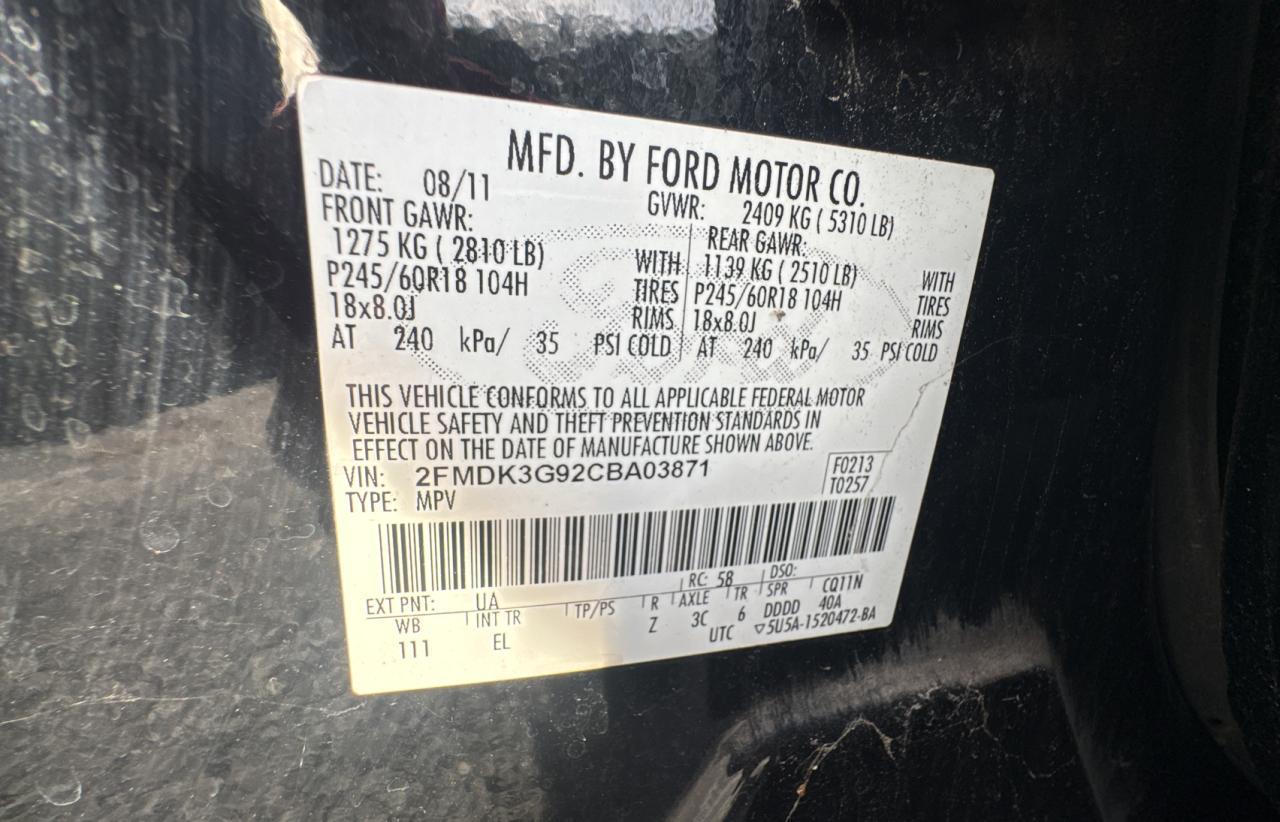 MFD. BY FORD MOTOR CO.
DATE: 08/11 GVWR: 2409 KG ( 5310 LB)
FRONT GAWR: REAR GAWR:
1275 KG ( 2810 LB) WITH 1139 KG ( 2510 LB) WITH
P245/60R18 104H TIRES P245/60R18 104H TIRES
18x8.0J RIMS 18x8.0J RIMS
AT 240 kPa/ 35 PSI COLD AT 240 kPa/ 35 PSI COLD
THIS VEHICLE CONFORMS TO ALL APPLICABLE FEDERAL MOTOR
VEHICLE SAFETY AND THEFT PREVENTION STANDARDS IN
EFFECT ON THE DATE OF MANUFACTURE SHOWN ABOVE.
VIN: 2FMDK3G92CBA03871 F0213
TYPE: MPV T0257
EXT PNT: UA RC: 58 DSO:
WB INT TR TP/PS R AXLE TR SPR CQ11N
111 EL Z 3C 6 DDDD 40A
UTC ▽5U5A-1520472-BA